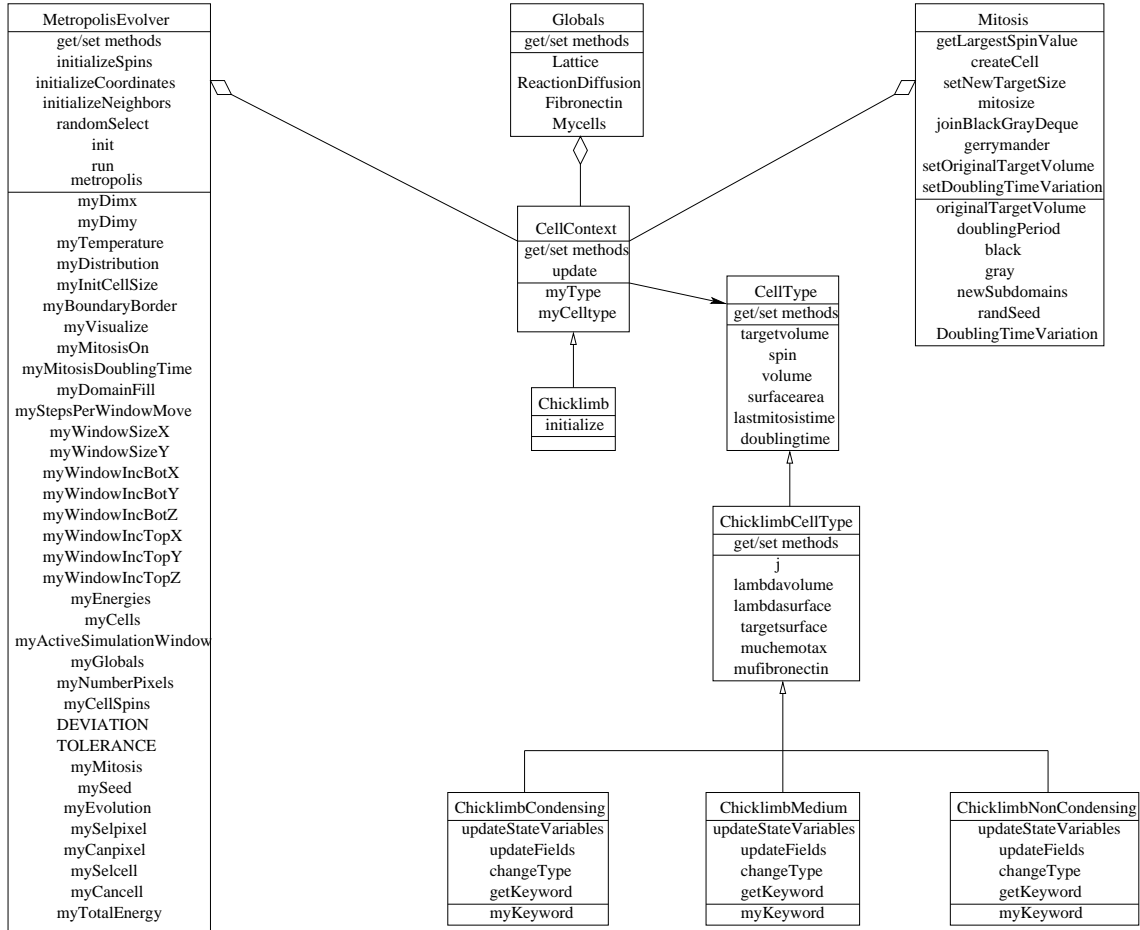 MetropolisEvolver
get/set methods
initializeSpins
initializeCoordinates
initializeNeighbors
randomSelect
init
run
metropolis
myDimx
myDimy
myTemperature
myDistribution
myInitCellSize
myBoundaryBorder
myVisualize
myMitosisOn
myMitosisDoublingTime
myDomainFill
myStepsPerWindowMove
myWindowSizeX
myWindowSizeY
myWindowIncBotX
myWindowIncBotY
myWindowIncBotZ
myWindowIncTopX
myWindowIncTopY
myWindowIncTopZ
myEnergies
myCells
myActiveSimulationWindow
myGlobals
myNumberPixels
myCellSpins
DEVIATION
TOLERANCE
myMitosis
mySeed
myEvolution
mySelpixel
myCanpixel
mySelcell
myCancell
myTotalEnergy
Globals
get/set methods
Lattice
ReactionDiffusion
Fibronectin
Mycells
CellContext
get/set methods
update
myType
myCelltype
Chicklimb
initialize
Mitosis
getLargestSpinValue
createCell
setNewTargetSize
mitosize
joinBlackGrayDeque
gerrymander
setOriginalTargetVolume
setDoublingTimeVariation
originalTargetVolume
doublingPeriod
black
gray
newSubdomains
randSeed
DoublingTimeVariation
CellType
get/set methods
targetvolume
spin
volume
surfacearea
lastmitosistime
doublingtime
ChicklimbCellType
get/set methods
j
lambdavolume
lambdasurface
targetsurface
muchemotax
mufibronectin
ChicklimbCondensing
updateStateVariables
updateFields
changeType
getKeyword
myKeyword
ChicklimbMedium
updateStateVariables
updateFields
changeType
getKeyword
myKeyword
ChicklimbNonCondensing
updateStateVariables
updateFields
changeType
getKeyword
myKeyword